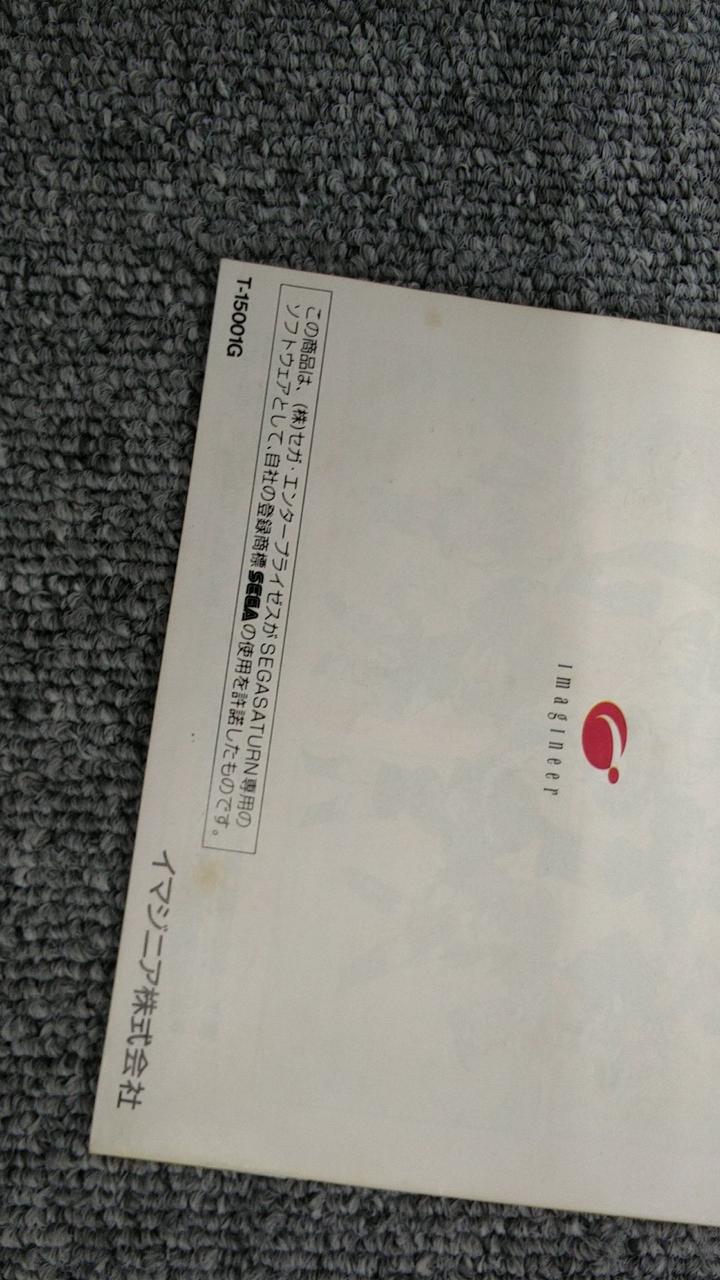 imagineer
この商品は、(株)セガ・エンタープライゼスがSEGASATURN専用の
ソフトウェアとして、自社の登録商標SEGAの使用を許諾したものです。
T-15001G
イマジニア株式会社